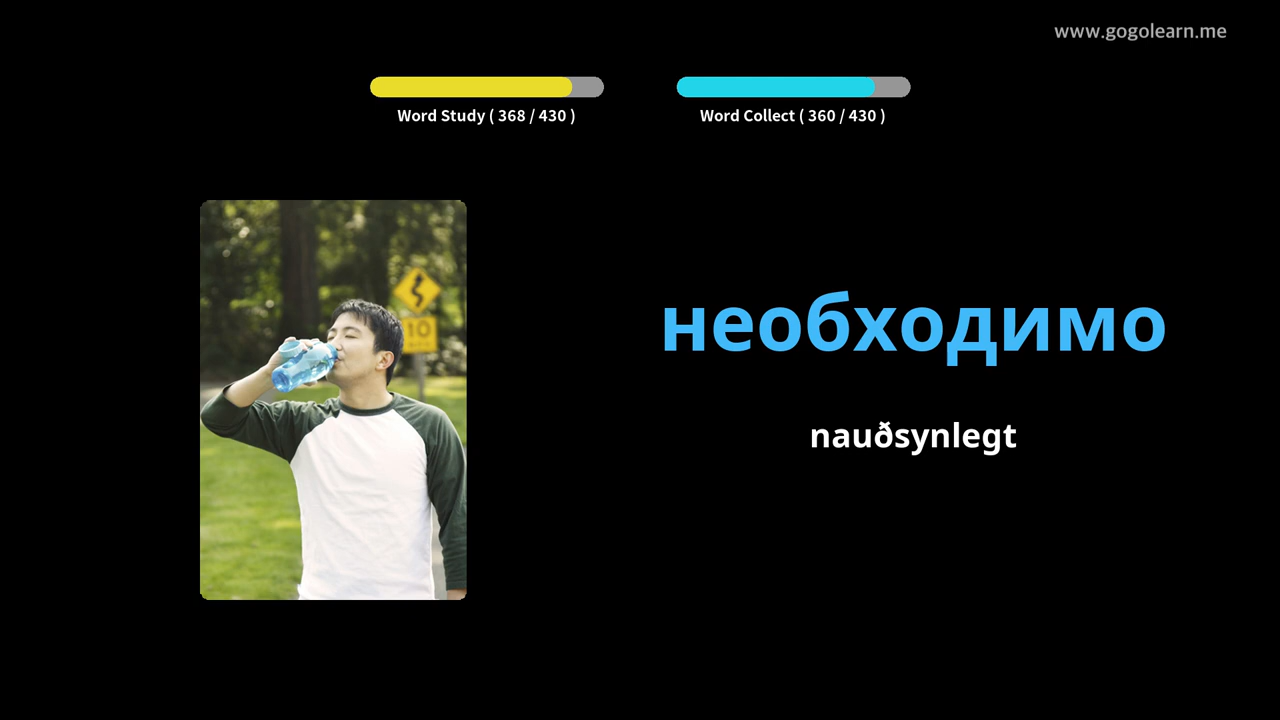 www.gogolearn.me
Word Study ( 368 / 430 )
Word Collect ( 360 / 430 )
10
необходимо
nauðsynlegt